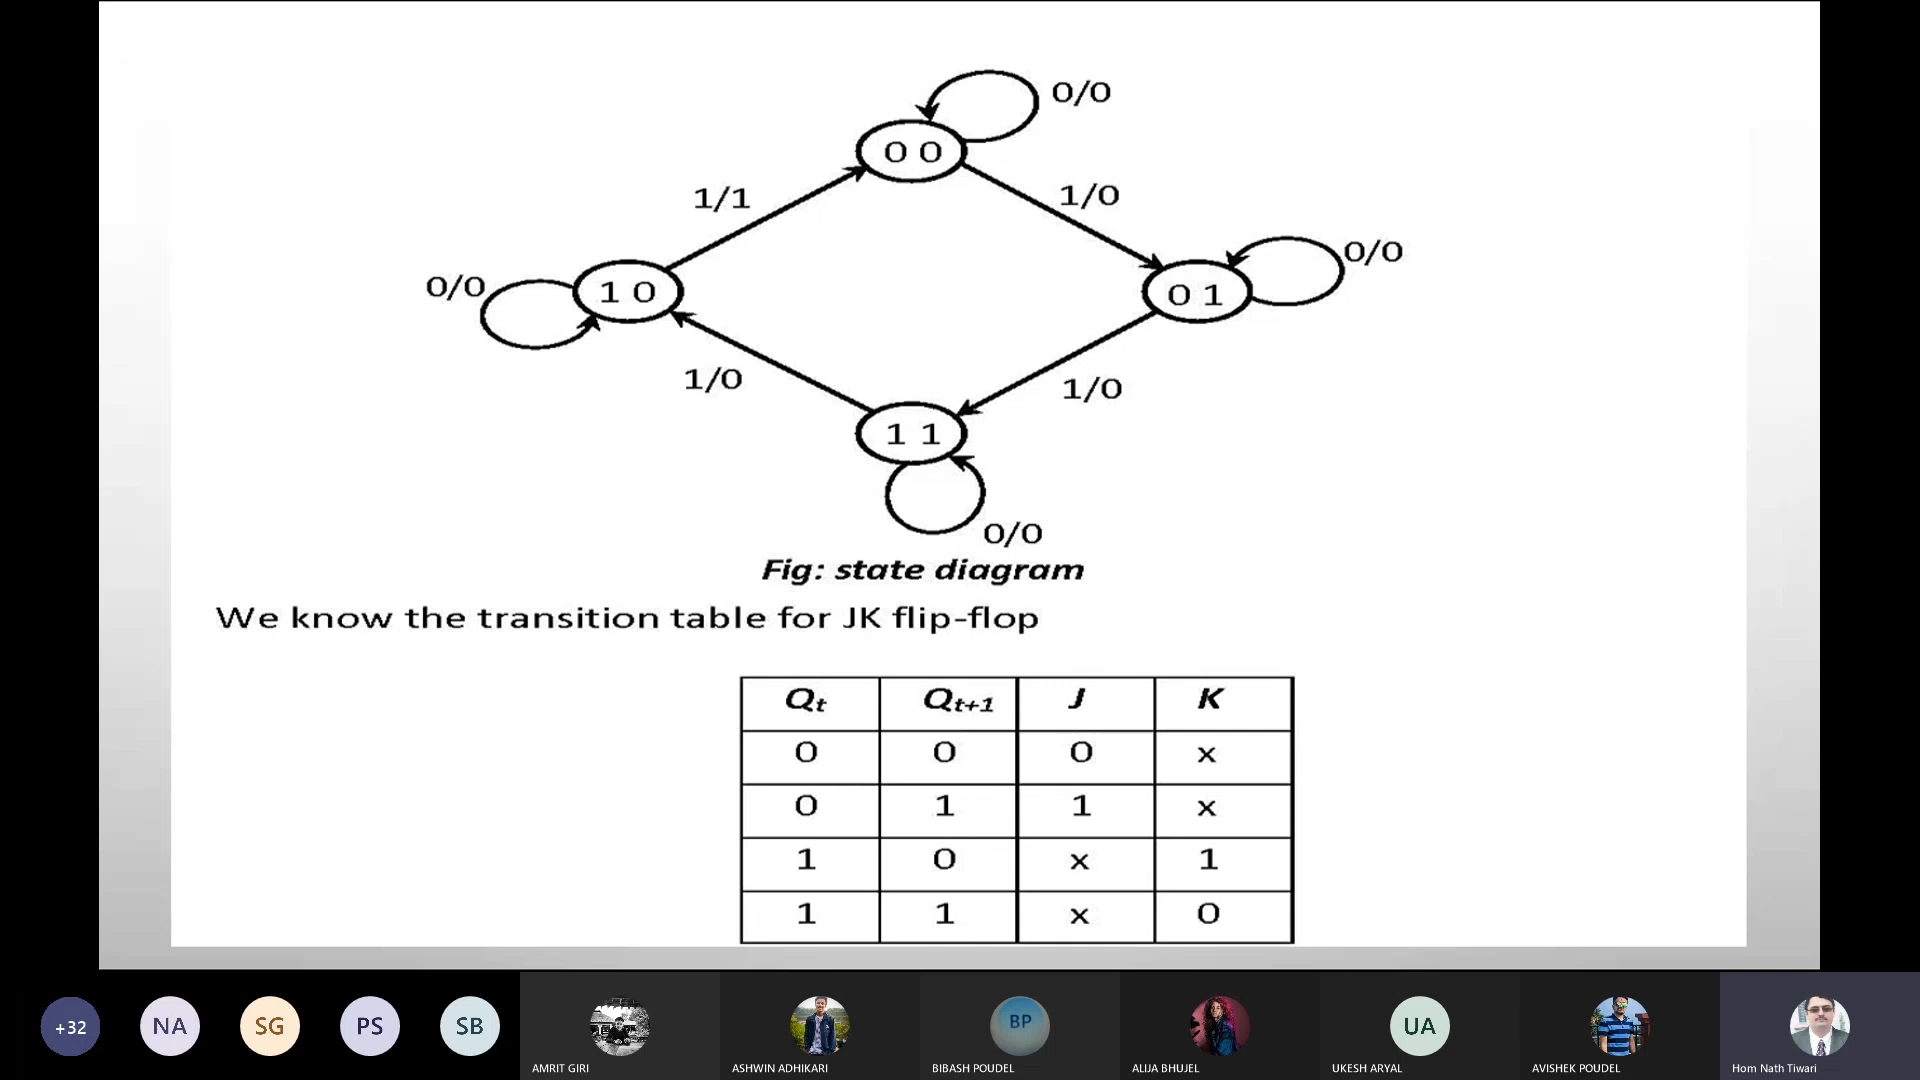 0/0
0 0
1/1
1/0
0/0
0/0
1 0
0 1
1/0
1/0
1 1
0/0
Fig: state diagram
We know the transition table for JK flip-flop
Qt Qt+1 J K
0 0 0 x
0 1 1 x
1 0 x 1
1 1 x 0
+32 NA SG PS SB BP UA
AMRIT GIRI ASHWIN ADHIKARI BIBASH POUDEL ALIJA BHUJEL UKESH ARYAL AVISHEK POUDEL Hom Nath Tiwari